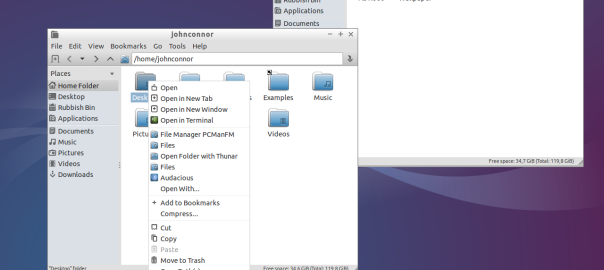 Rubbish Bin
Applications
Documents
Free space: 34,7 GiB (Total: 119,8 GiB)
johnconnor
File Edit View Bookmarks Go Tools Help
/home/johnconnor
Places
Home Folder
Desktop
Rubbish Bin
Applications
Documents
Music
Pictures
Videos
Downloads
Examples
Music
Videos
Open
Open in New Tab
Open in New Window
Open in Terminal
File Manager PCManFM
Files
Open Folder with Thunar
Files
Audacious
Open With...
Add to Bookmarks
Compress...
Cut
Copy
Paste
Move to Trash
"Desktop" folder
Free space: 34,6 GiB (Total: 119,8 GiB)